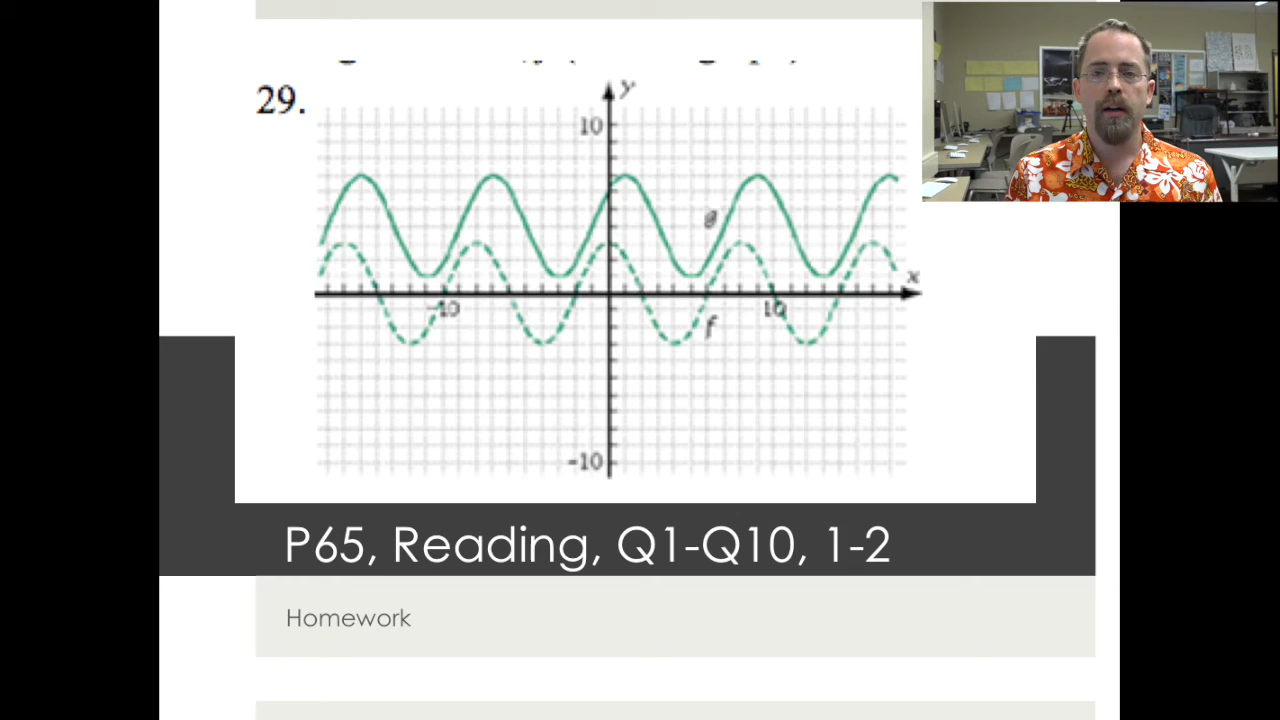 29.
y
10
g
x
-10
10
f
-10
P65, Reading, Q1-Q10, 1-2
Homework